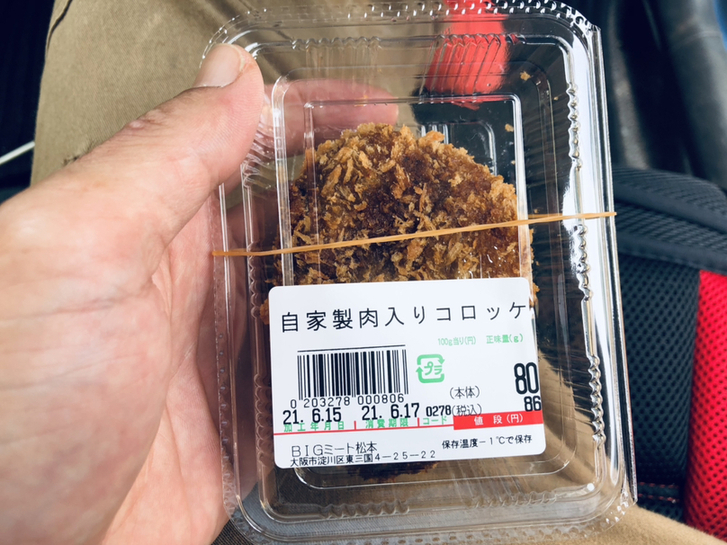 自家製肉入りコロッケ
100g当り(円) 正味量(g)
プラ
0 203278 000806
(本体) 80
21. 6.15 21. 6.17 0278(税込) 86
加工年月日 消費期限 コード 値段(円)
BIGミート松本 保存温度-1℃で保存
大阪市淀川区東三国4-25-22